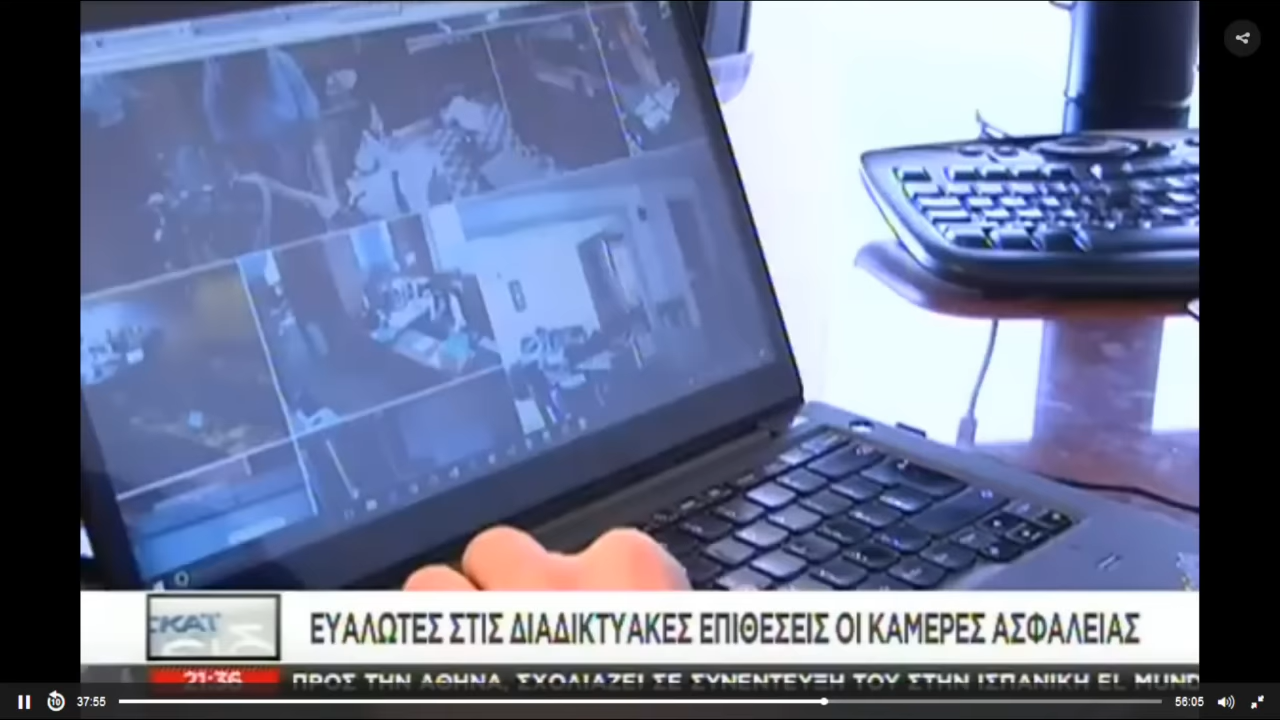 ΣΚΑΪ
ΕΥΑΛΩΤΕΣ ΣΤΙΣ ΔΙΑΔΙΚΤΥΑΚΕΣ ΕΠΙΘΕΣΕΙΣ ΟΙ ΚΑΜΕΡΕΣ ΑΣΦΑΛΕΙΑΣ
21:36 ΠΡΟΣ ΤΗΝ ΑΘΗΝΑ, ΣΧΟΛΙΑΖΕΙ ΣΕ ΣΥΝΕΝΤΕΥΞΗ ΤΟΥ ΣΤΗΝ ΙΣΠΑΝΙΚΗ EL MUND
10 37:55 56:05